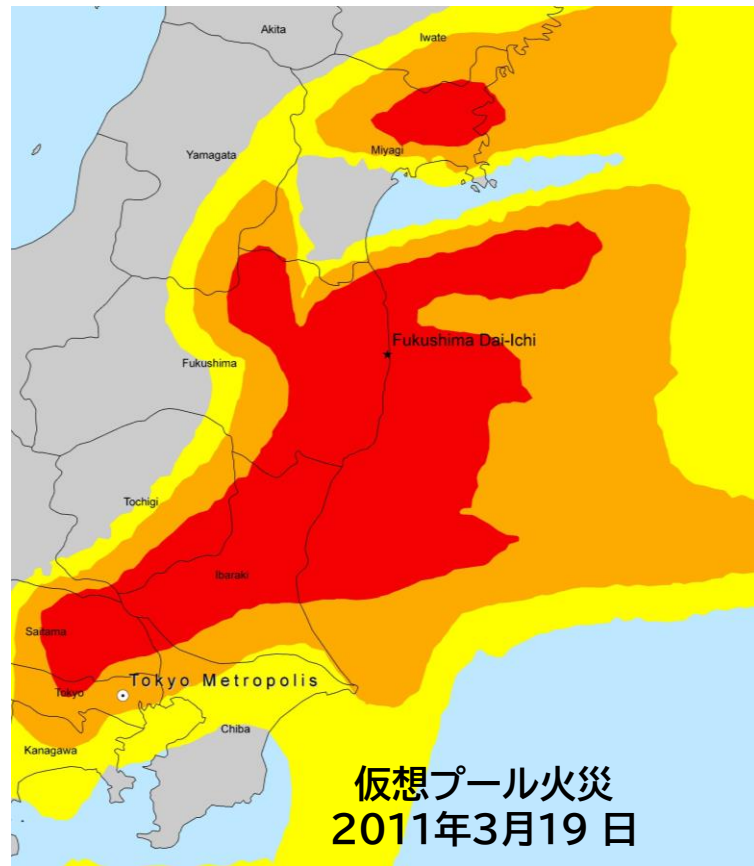 Akita
Iwate
Yamagata
Miyagi
Fukushima Dai-Ichi
Fukushima
Tochigi
Ibaraki
Saitama
Tokyo Metropolis
Tokyo
Chiba
Kanagawa
仮想プール火災
2011年3月19 日